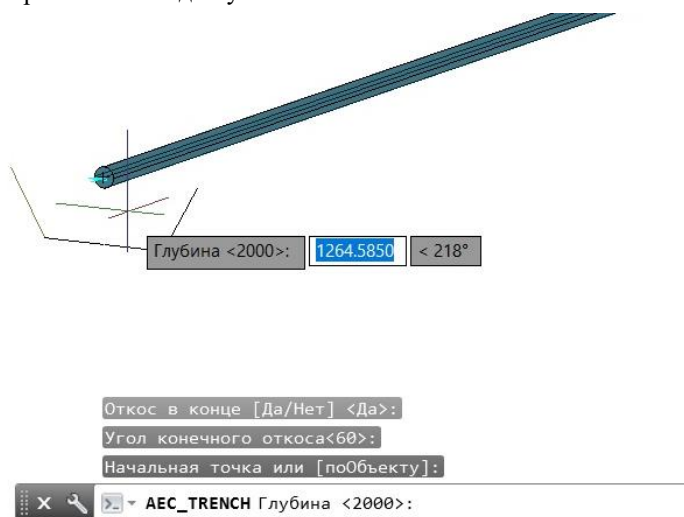 Глубина <2000>: 1264.5850 < 218°
Откос в конце [Да/Нет] <Да>:
Угол конечного откоса<60>:
Начальная точка или [поОбъекту]:
AEC_TRENCH Глубина <2000>: